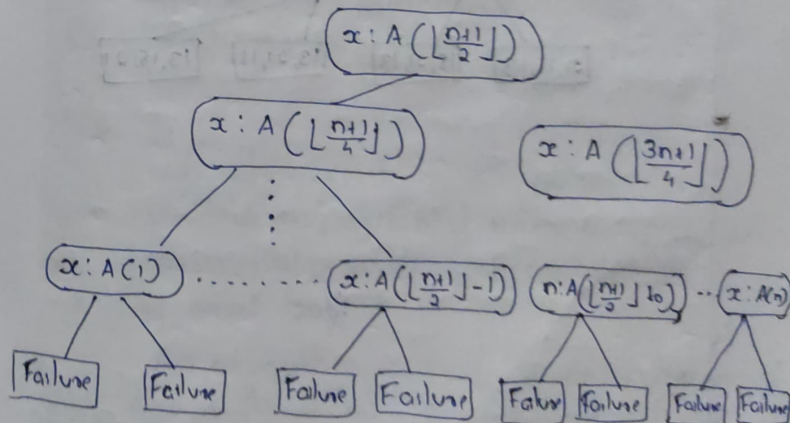 x : A (⌊n+1/2⌋)
x : A (⌊n+1/4⌋)
x : A (⌊3n+1/4⌋)
x : A(1)
x : A(⌊n+1/2⌋-1)
n : A(⌊n+1/2⌋
x : A(n)
Failure Failure Failure Failure Failure Failure Failure Failure